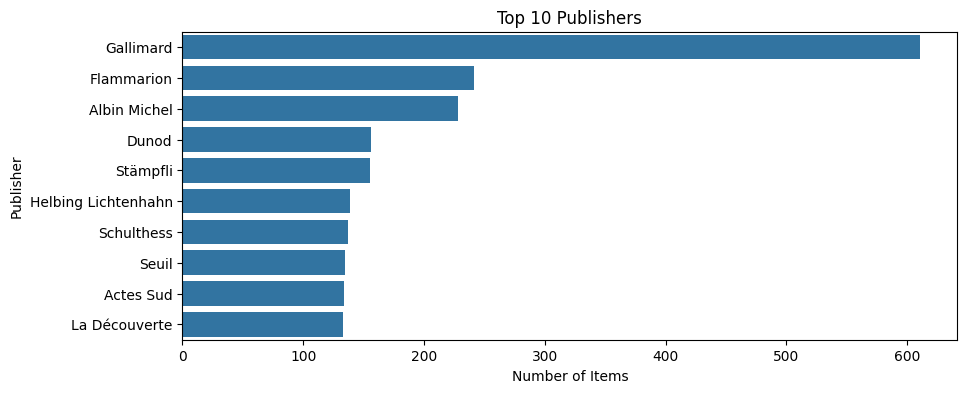 Top 10 Publishers
Publisher
Gallimard
Flammarion
Albin Michel
Dunod
Stämpfli
Helbing Lichtenhahn
Schulthess
Seuil
Actes Sud
La Découverte
0 100 200 300 400 500 600
Number of Items